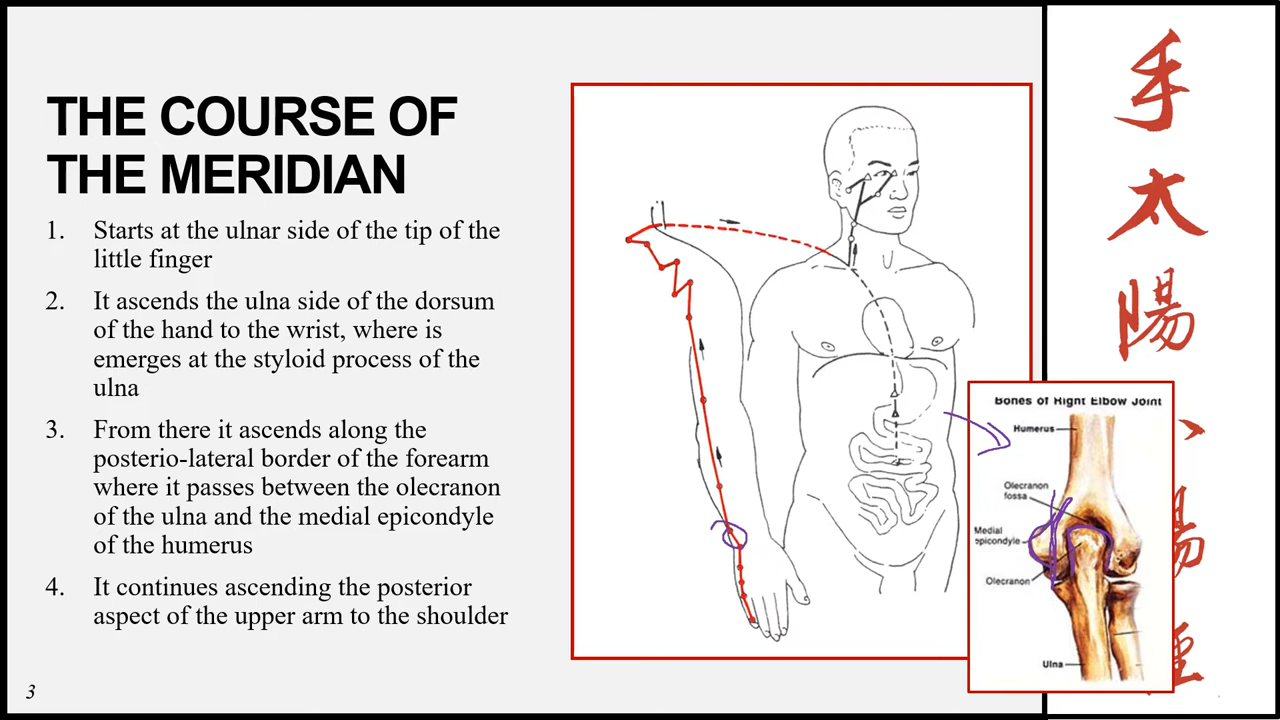 THE COURSE OF
THE MERIDIAN
1. Starts at the ulnar side of the tip of the
little finger
2. It ascends the ulna side of the dorsum
of the hand to the wrist, where is
emerges at the styloid process of the
ulna
3. From there it ascends along the
posterio-lateral border of the forearm
where it passes between the olecranon
of the ulna and the medial epicondyle
of the humerus
4. It continues ascending the posterior
aspect of the upper arm to the shoulder
3
Bones of Right Elbow Joint
Humerus
Olecranon
fossa
Medial
epicondyle
Olecranon
Ulna
手
太
陽